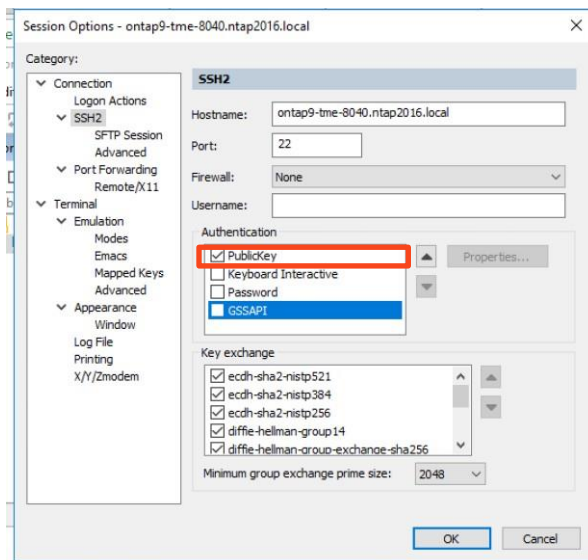 Session Options - ontap9-tme-8040.ntap2016.local
Category:
Connection
Logon Actions
SSH2
SFTP Session
Advanced
Port Forwarding
Remote/X11
Terminal
Emulation
Modes
Emacs
Mapped Keys
Advanced
Appearance
Window
Log File
Printing
X/Y/Zmodem
SSH2
Hostname: ontap9-tme-8040.ntap2016.local
Port: 22
Firewall: None
Username:
Authentication
PublicKey
Keyboard Interactive
Password
GSSAPI
Properties...
Key exchange
ecdh-sha2-nistp521
ecdh-sha2-nistp384
ecdh-sha2-nistp256
diffie-hellman-group14
diffie-hellman-group-exchange-sha256
Minimum group exchange prime size: 2048
OK Cancel